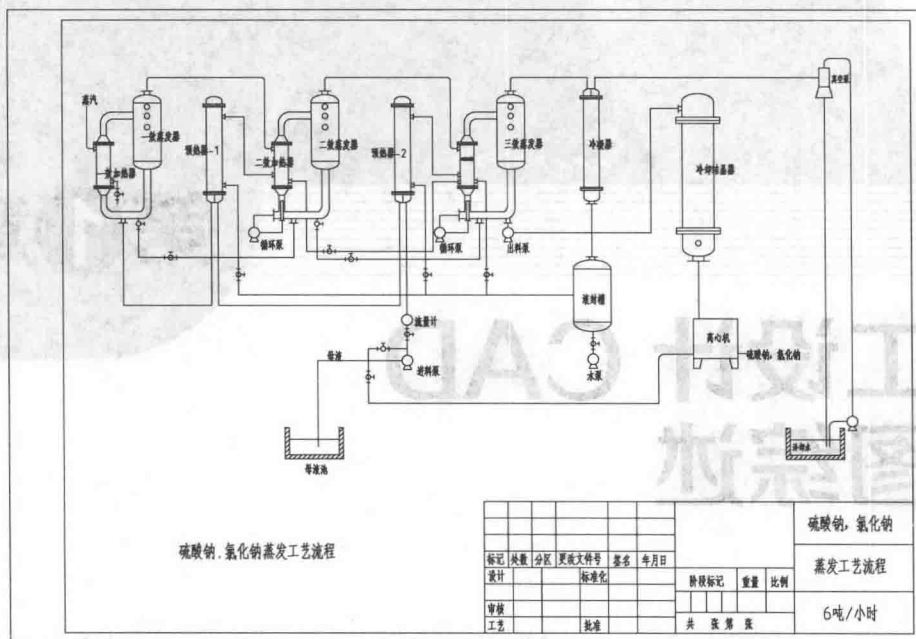 真空泵
蒸汽
一效蒸发器
二效蒸发器
三效蒸发器
冷凝器
预热器-1
预热器-2
一效加热器
二效加热器
冷却结晶器
循环泵
循环泵
出料泵
液封槽
流量计
离心机
硫酸钠，氯化钠
母液
进料泵
水泵
冷却水
母液池
硫酸钠．氯化钠蒸发工艺流程
硫酸钠，氯化钠
标记 处数 分区 更改文件号 签名 年月日
蒸发工艺流程
设计 标准化
阶段标记 重量 比例
审核
6吨/小时
工艺 批准
共 张 第 张